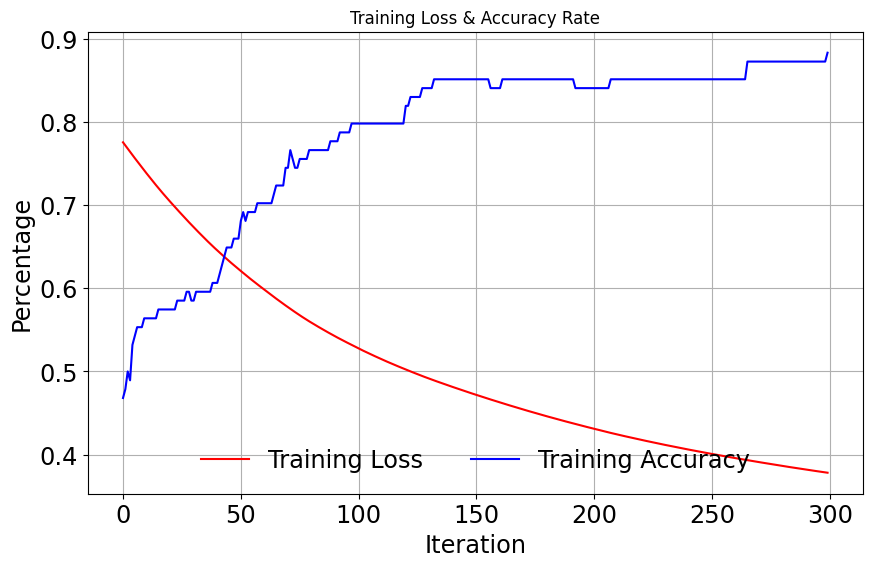 Training Loss & Accuracy Rate
0.9
0.8
0.7
0.6
0.5
0.4
Percentage
Training Loss Training Accuracy
0 50 100 150 200 250 300
Iteration